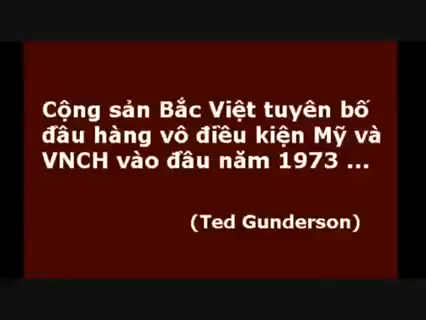 Cộng sản Bắc Việt tuyên bố
đầu hàng vô điều kiện Mỹ và
VNCH vào đầu năm 1973 ...
(Ted Gunderson)